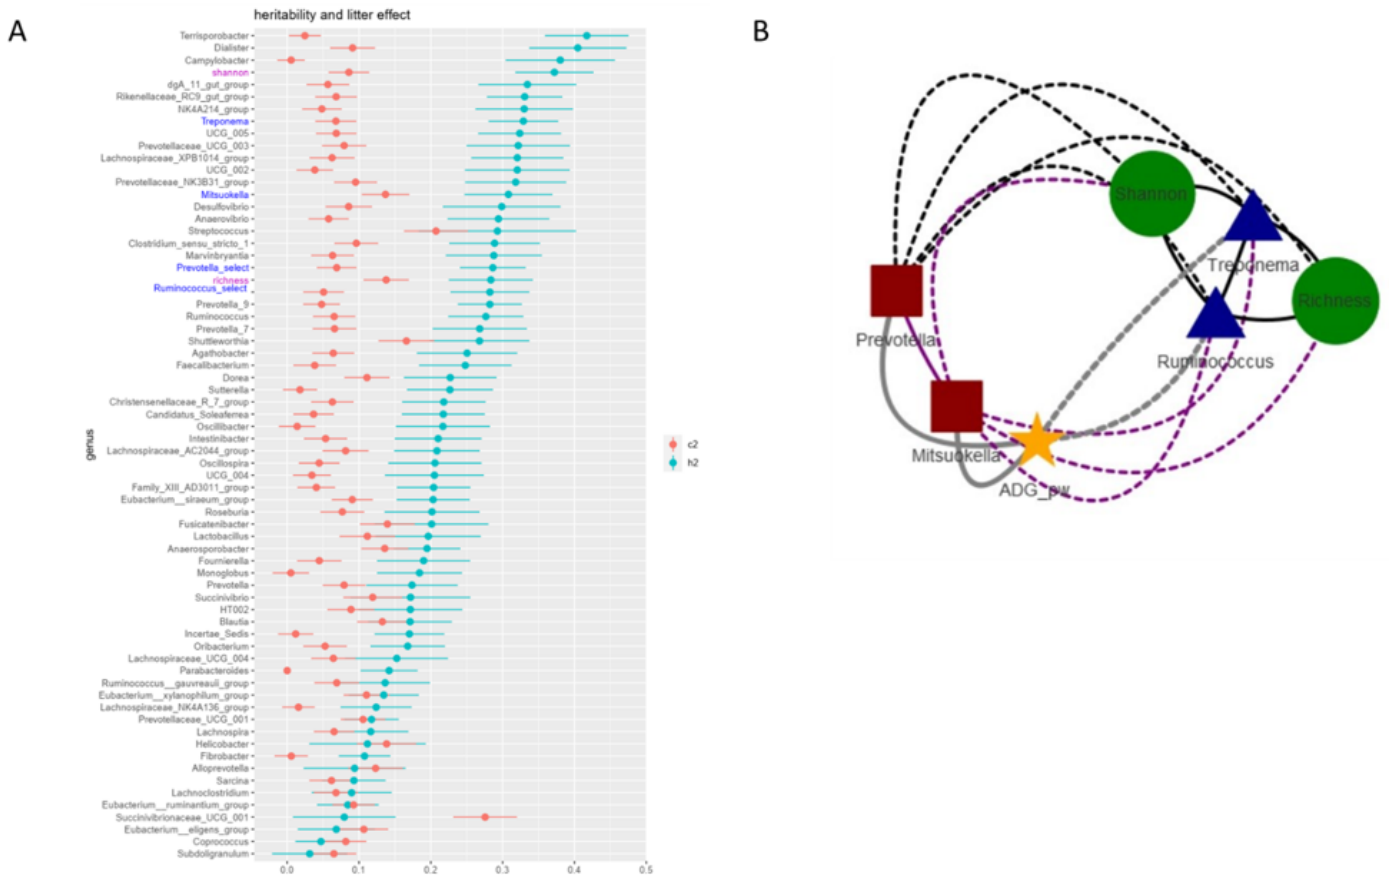 A
heritability and litter effect
Terrisporobacter
Dialister
Campylobacter
shannon
dgA_11_gut_group
Rikenellaceae_RC9_gut_group
NK4A214_group
Treponema
UCG_005
Prevotellaceae_UCG_003
Lachnospiraceae_XPB1014_group
UCG_002
Prevotellaceae_NK3B31_group
Mitsuokella
Desulfovibrio
Anaerovibrio
Streptococcus
Clostridium_sensu_stricto_1
Marvinbryantia
Prevotella_select
richness
Ruminococcus_select
Prevotella_9
Ruminococcus
Prevotella_7
Shuttleworthia
Agathobacter
Faecalibacterium
Dorea
Sutterella
Christensenellaceae_R_7_group
Candidatus_Soleaferrea
Oscillibacter
Intestinibacter
Lachnospiraceae_AC2044_group
Oscillospira
UCG_004
Family_XIII_AD3011_group
Eubacterium__siraeum_group
Roseburia
Fusicatenibacter
Lactobacillus
Anaerosporobacter
Fournierella
Monoglobus
Prevotella
Succinivibrio
HT002
Blautia
Incertae_Sedis
Oribacterium
Lachnospiraceae_UCG_004
Parabacteroides
Ruminococcus__gauvreauii_group
Eubacterium__xylanophilum_group
Lachnospiraceae_NK4A136_group
Prevotellaceae_UCG_001
Lachnospira
Helicobacter
Fibrobacter
Alloprevotella
Sarcina
Lachnoclostridium
Eubacterium__ruminantium_group
Succinivibrionaceae_UCG_001
Eubacterium__eligens_group
Coprococcus
Subdoligranulum
genus
0.0 0.1 0.2 0.3 0.4 0.5
c2
h2
B
Shannon
Treponema
Richness
Prevotella
Ruminococcus
Mitsuokella
ADG_pw